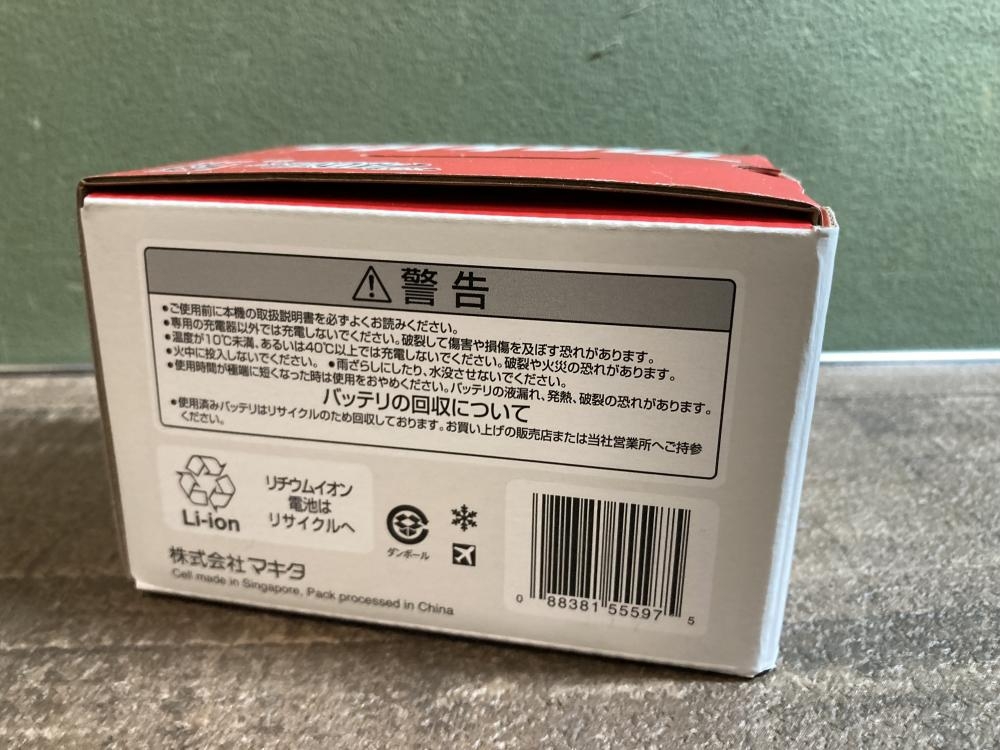 警告
●ご使用前に本機の取扱説明書を必ずよくお読みください。
●専用の充電器以外では充電しないでください。破裂して傷害や損傷を及ぼす恐れがあります。
●温度が10℃未満、あるいは40℃以上では充電しないでください。破裂や火災の恐れがあります。
●火中に投入しないでください。 ●雨ざらしにしたり、水没させないでください。
●使用時間が極端に短くなった時は使用をおやめください。バッテリの液漏れ、発熱、破裂の恐れがあります。
バッテリの回収について
●使用済みバッテリはリサイクルのため回収しております。お買い上げの販売店または当社営業所へご持参
ください。
Li-ion
リチウムイオン
電池は
リサイクルへ
ダンボール
株式会社マキタ
Cell made in Singapore, Pack processed in China
0 88381 55597 5